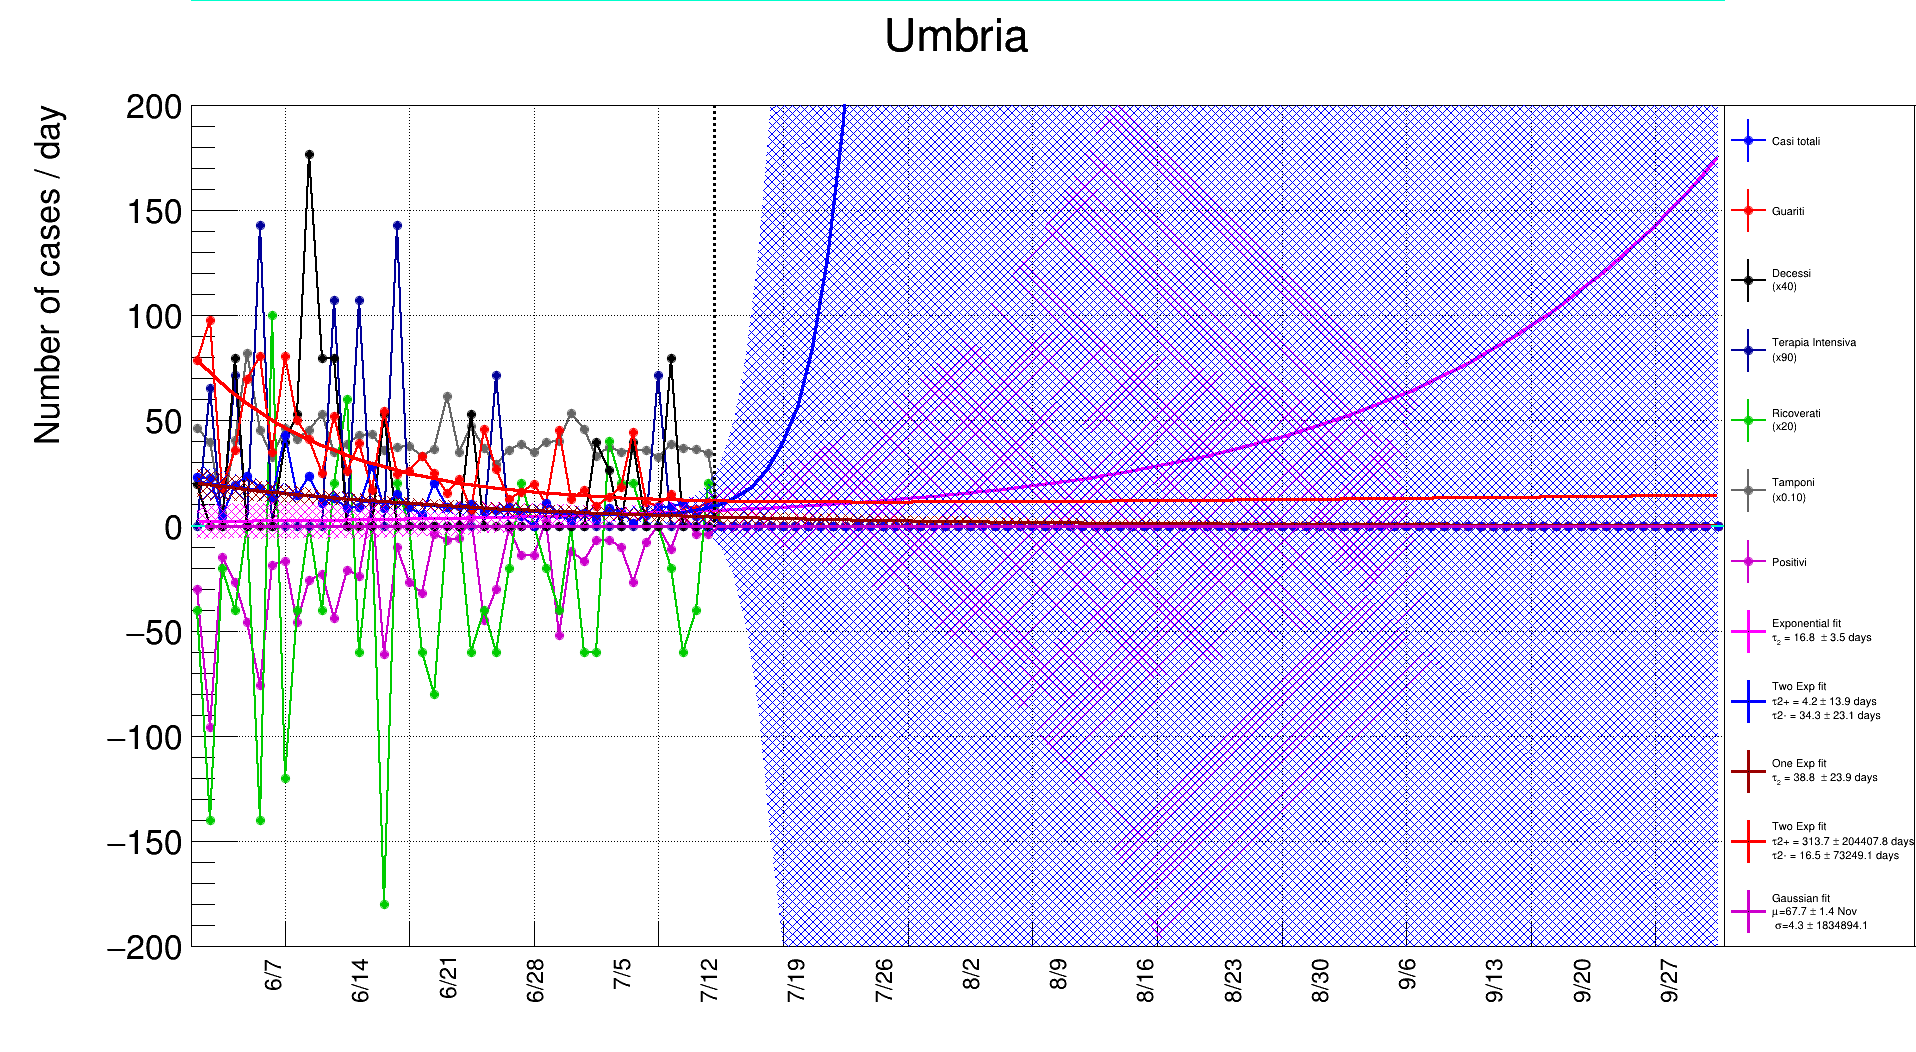 Umbria
Number of cases / day
200
150
100
50
0
−50
−100
−150
−200
6/7
6/14
6/21
6/28
7/5
7/12
7/19
7/26
8/2
8/9
8/16
8/23
8/30
9/6
9/13
9/20
9/27
Casi totali
Guariti
Decessi
(x40)
Terapia Intensiva
(x90)
Ricoverati
(x20)
Tamponi
(x0.10)
Positivi
Exponential fit
τ2 = 16.8 ± 3.5 days
Two Exp fit
τ2+ = 4.2 ± 13.9 days
τ2- = 34.3 ± 23.1 days
One Exp fit
τ2 = 38.8 ± 23.9 days
Two Exp fit
τ2+ = 313.7 ± 204407.8 days
τ2- = 16.5 ± 73249.1 days
Gaussian fit
μ=67.7 ± 1.4 Nov
σ=4.3 ± 1834894.1